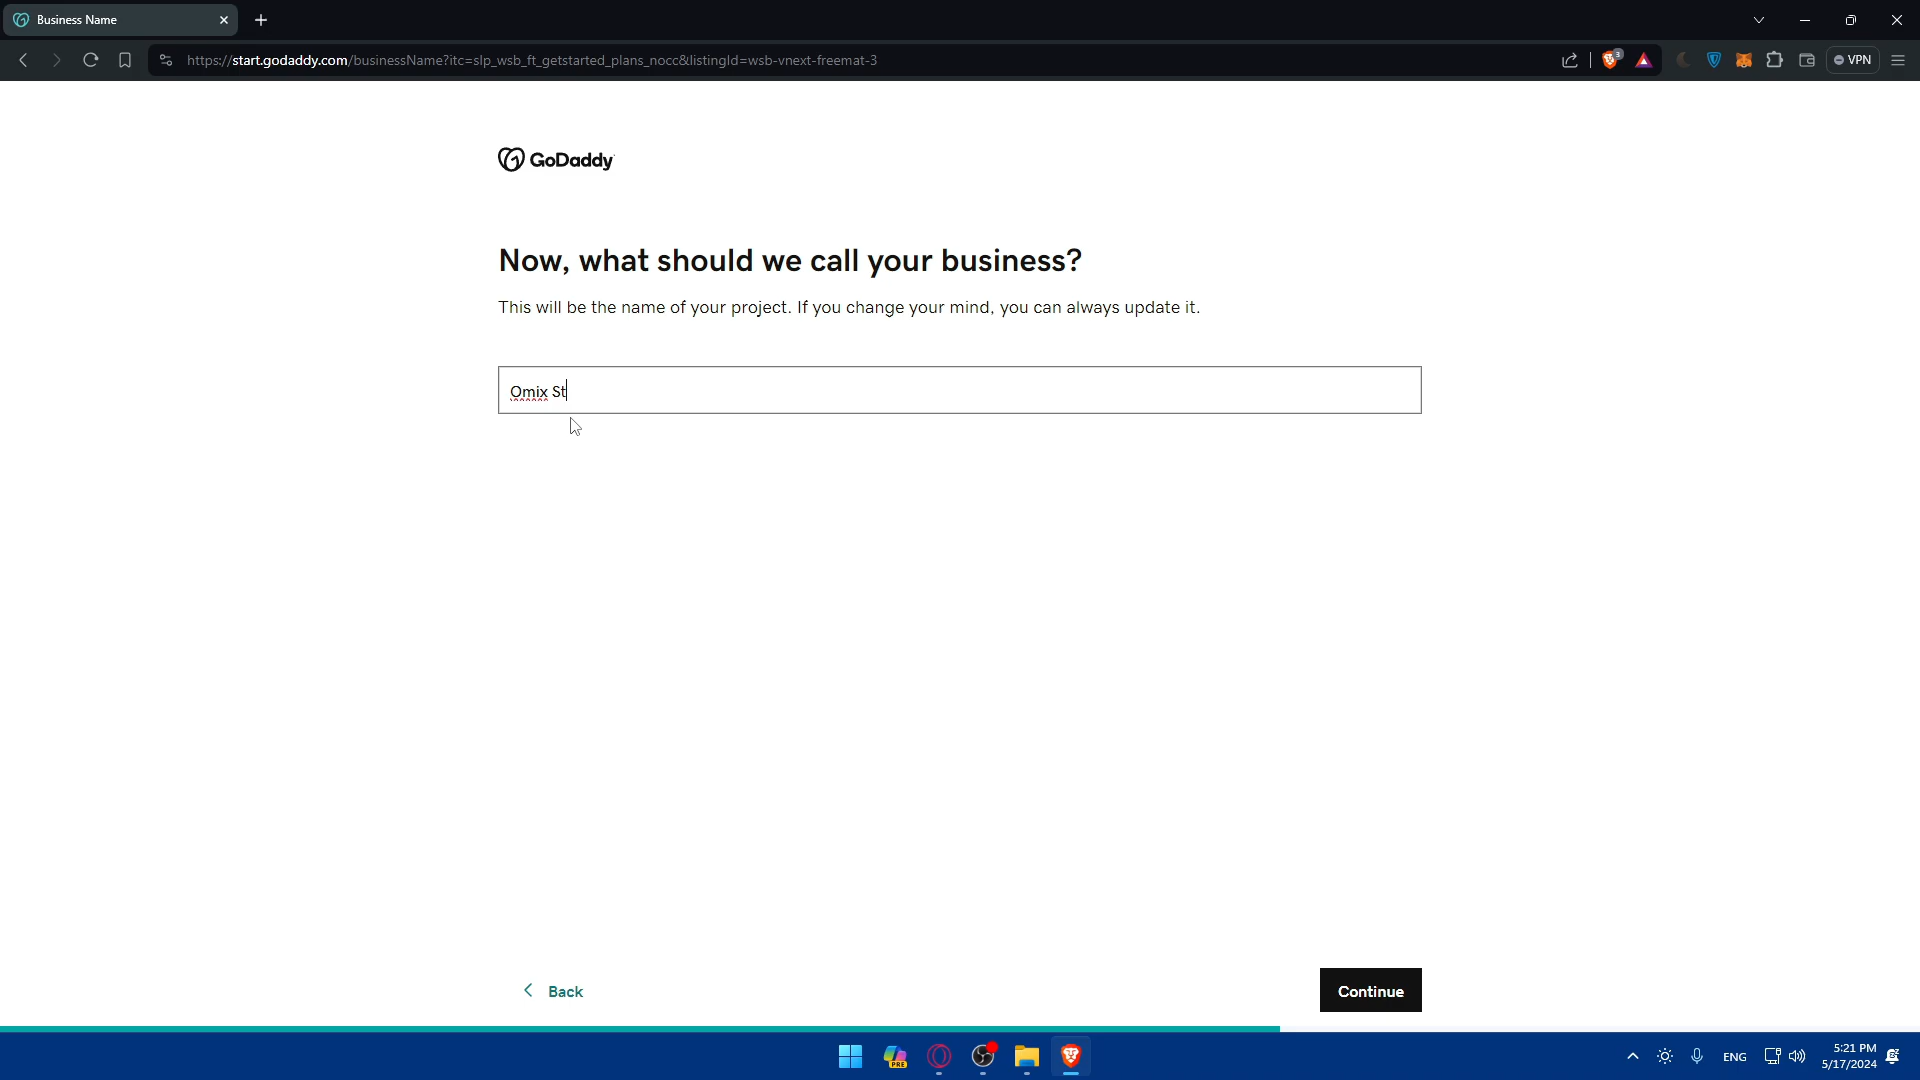 Business Name
https://start.godaddy.com/businessName?itc=slp_wsb_ft_getstarted_plans_nocc&listingId=wsb-vnext-freemat-3
3
VPN
GoDaddy
Now, what should we call your business?
This will be the name of your project. If you change your mind, you can always update it.
Omix St
Back
Continue
PRE
ENG
5:21 PM
5/17/2024